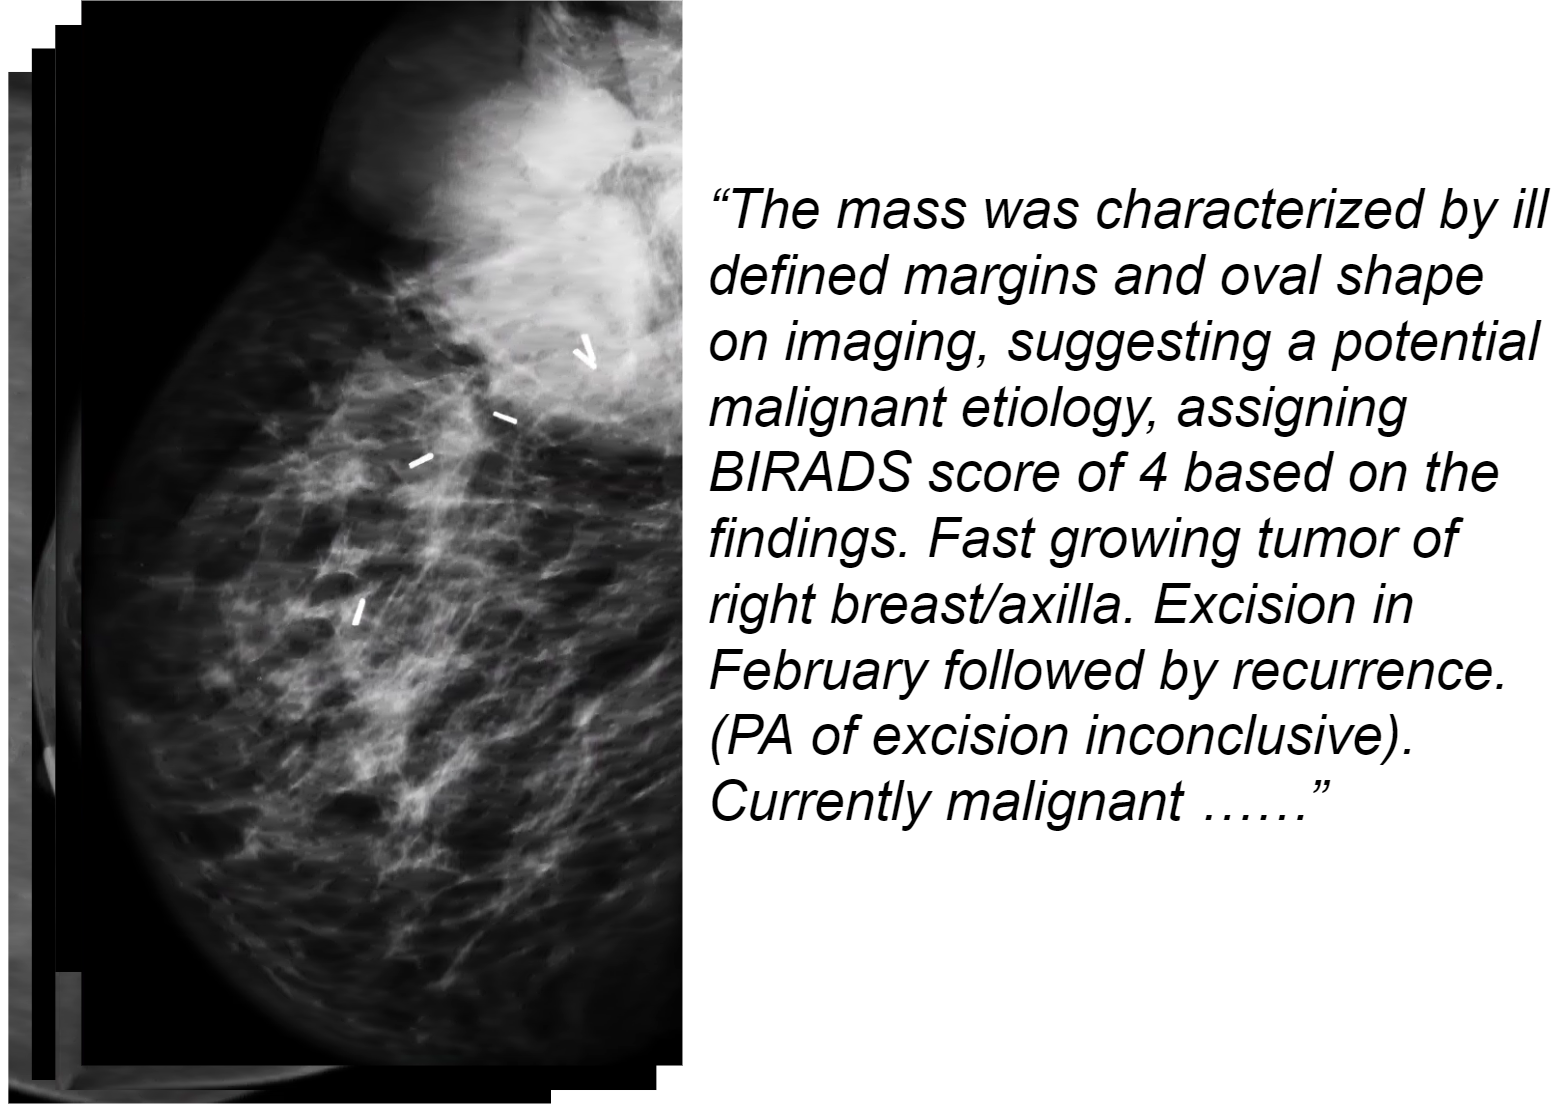 “The mass was characterized by ill
defined margins and oval shape
on imaging, suggesting a potential
malignant etiology, assigning
BIRADS score of 4 based on the
findings. Fast growing tumor of
right breast/axilla. Excision in
February followed by recurrence.
(PA of excision inconclusive).
Currently malignant ……”